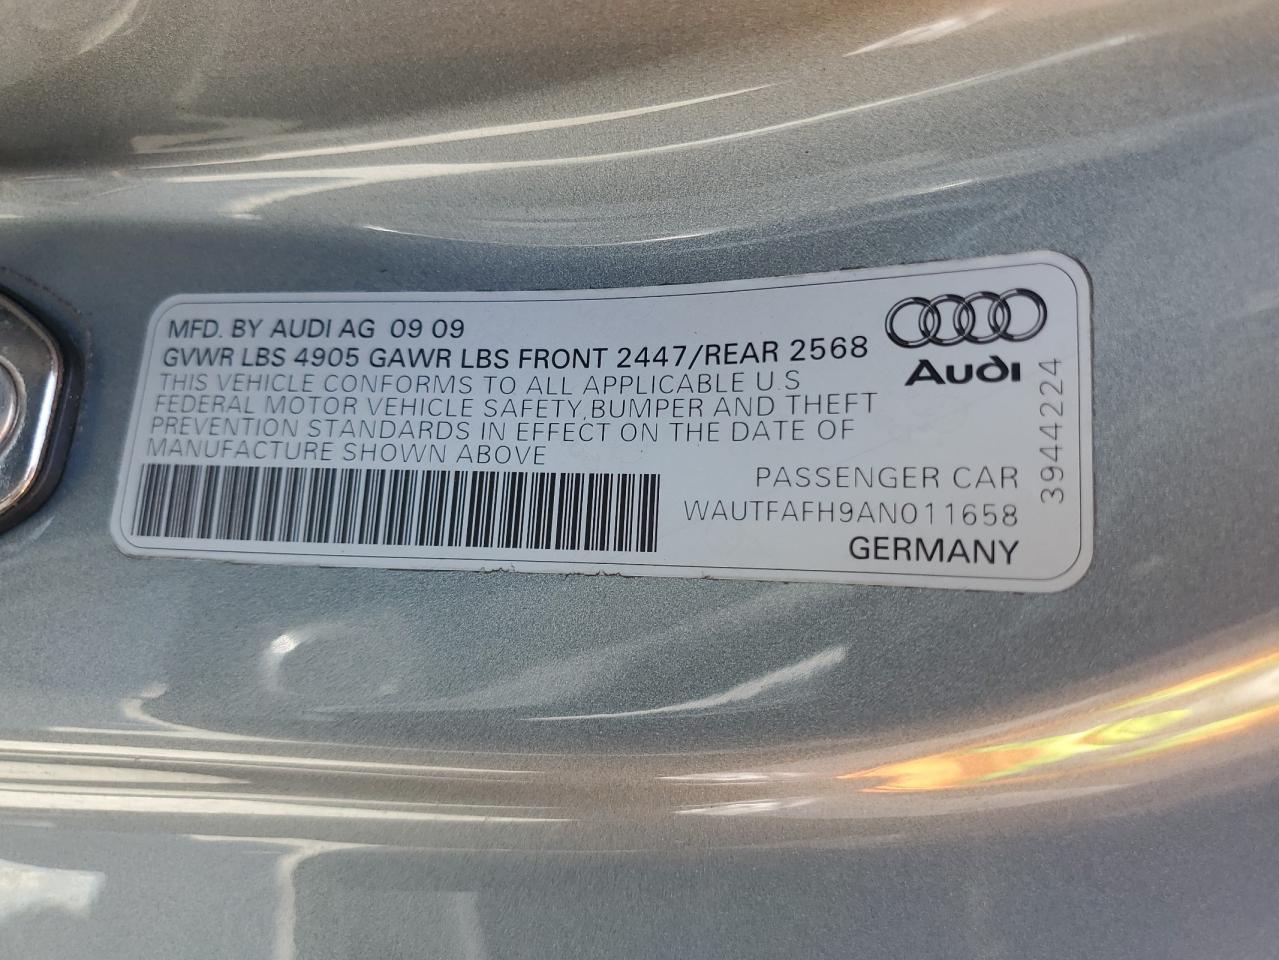 MFD. BY AUDI AG 09 09
GVWR LBS 4905 GAWR LBS FRONT 2447/REAR 2568
THIS VEHICLE CONFORMS TO ALL APPLICABLE U.S
FEDERAL MOTOR VEHICLE SAFETY, BUMPER AND THEFT
PREVENTION STANDARDS IN EFFECT ON THE DATE OF
MANUFACTURE SHOWN ABOVE
Audi
PASSENGER CAR
WAUTFAFH9AN011658
GERMANY
3944224